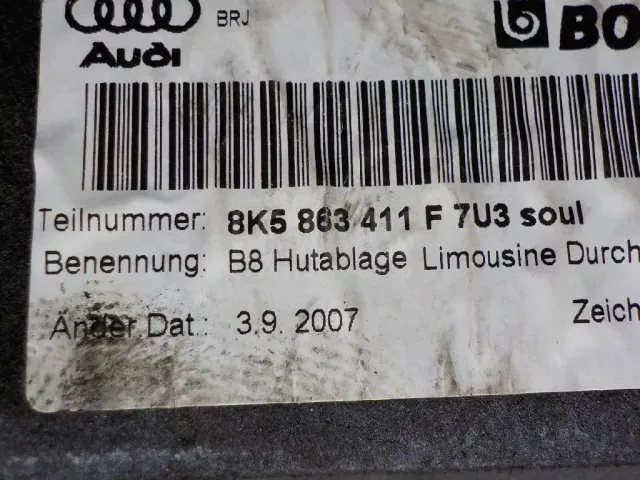 BRJ
Audi
BO
Teilnummer: 8K5 863 411 F 7U3 soul
Benennung: B8 Hutablage Limousine Durch
Änder.Dat.: 3.9. 2007 Zeich